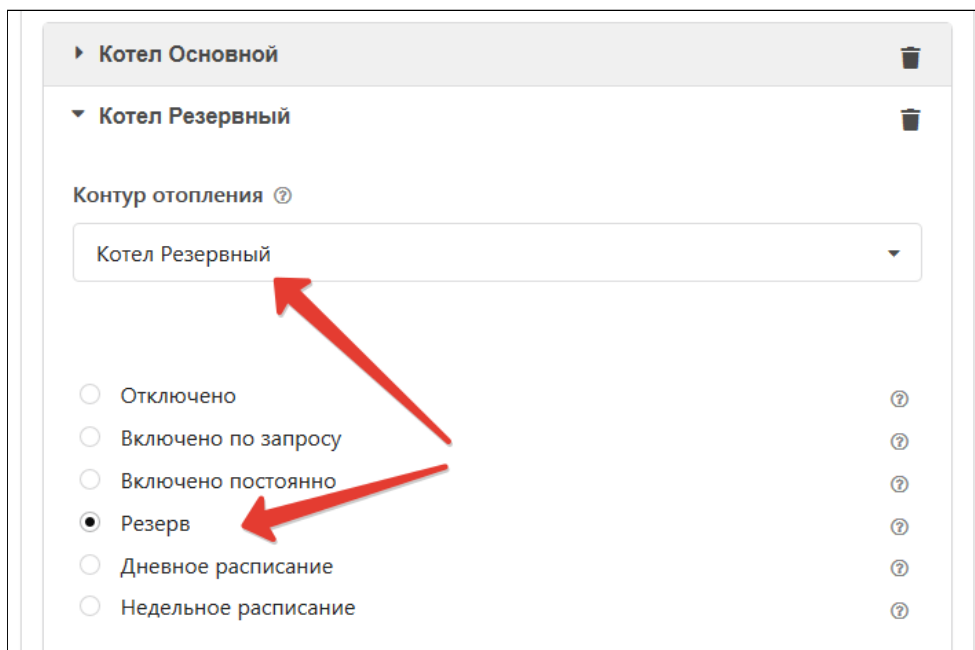 Котел Основной
Котел Резервный
Контур отопления
Котел Резервный
Отключено
Включено по запросу
Включено постоянно
Резерв
Дневное расписание
Недельное расписание